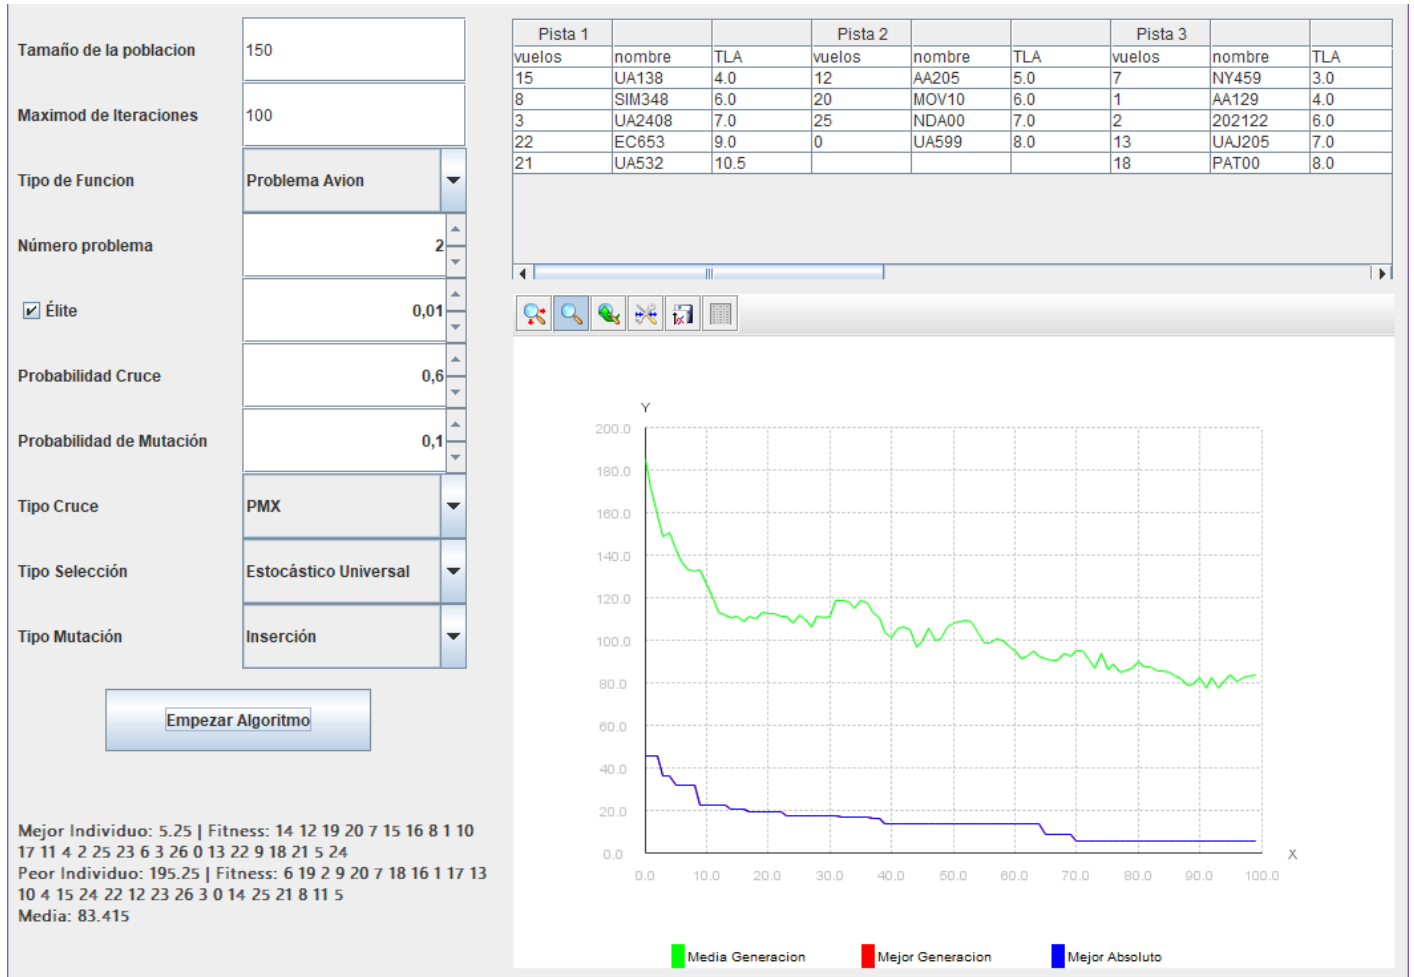 Tamaño de la poblacion 150
Maximod de Iteraciones 100
Tipo de Funcion Problema Avion
Número problema 2
Élite 0,01
Probabilidad Cruce 0,6
Probabilidad de Mutación 0,1
Tipo Cruce PMX
Tipo Selección Estocástico Universal
Tipo Mutación Inserción
Empezar Algoritmo
Mejor Individuo: 5.25 | Fitness: 14 12 19 20 7 15 16 8 1 10
17 11 4 2 25 23 6 3 26 0 13 22 9 18 21 5 24
Peor Individuo: 195.25 | Fitness: 6 19 2 9 20 7 18 16 1 17 13
10 4 15 24 22 12 23 26 3 0 14 25 21 8 11 5
Media: 83.415
Pista 1 Pista 2 Pista 3
vuelos nombre TLA vuelos nombre TLA vuelos nombre TLA
15 UA138 4.0 12 AA205 5.0 7 NY459 3.0
8 SIM348 6.0 20 MOV10 6.0 1 AA129 4.0
3 UA2408 7.0 25 NDA00 7.0 2 202122 6.0
22 EC653 9.0 0 UA599 8.0 13 UAJ205 7.0
21 UA532 10.5 18 PAT00 8.0
Y
200.0
180.0
160.0
140.0
120.0
100.0
80.0
60.0
40.0
20.0
0.0
X
0.0 10.0 20.0 30.0 40.0 50.0 60.0 70.0 80.0 90.0 100.0
Media Generacion Mejor Generacion Mejor Absoluto